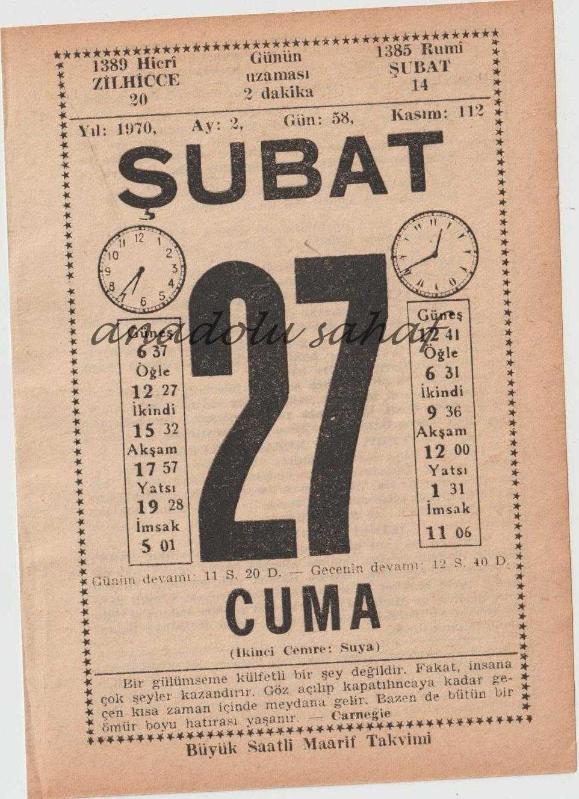 1389 Hicrî
ZİLHİCCE
20
Günün
uzaması
2 dakika
1385 Rumî
ŞUBAT
14
Yıl: 1970, Ay: 2, Gün: 58, Kasım: 112
ŞUBAT
27
anadolu sahaf
Güneş
6 37
Öğle
12 27
İkindi
15 32
Akşam
17 57
Yatsı
19 28
İmsak
5 01
Güneş
12 41
Öğle
6 31
İkindi
9 36
Akşam
12 00
Yatsı
1 31
İmsak
11 06
Günün devamı: 11 S. 20 D. — Gecenin devamı: 12 S. 40 D.
CUMA
(İkinci Cemre: Suya)
Bir gülümseme külfetli bir şey değildir. Fakat, insana
çok şeyler kazandırır. Göz açılıp kapatılıncaya kadar ge-
çen kısa zaman içinde meydana gelir. Bazen de bütün bir
ömür boyu hatırası yaşanır. — Carnegie
Büyük Saatli Maarif Takvimi